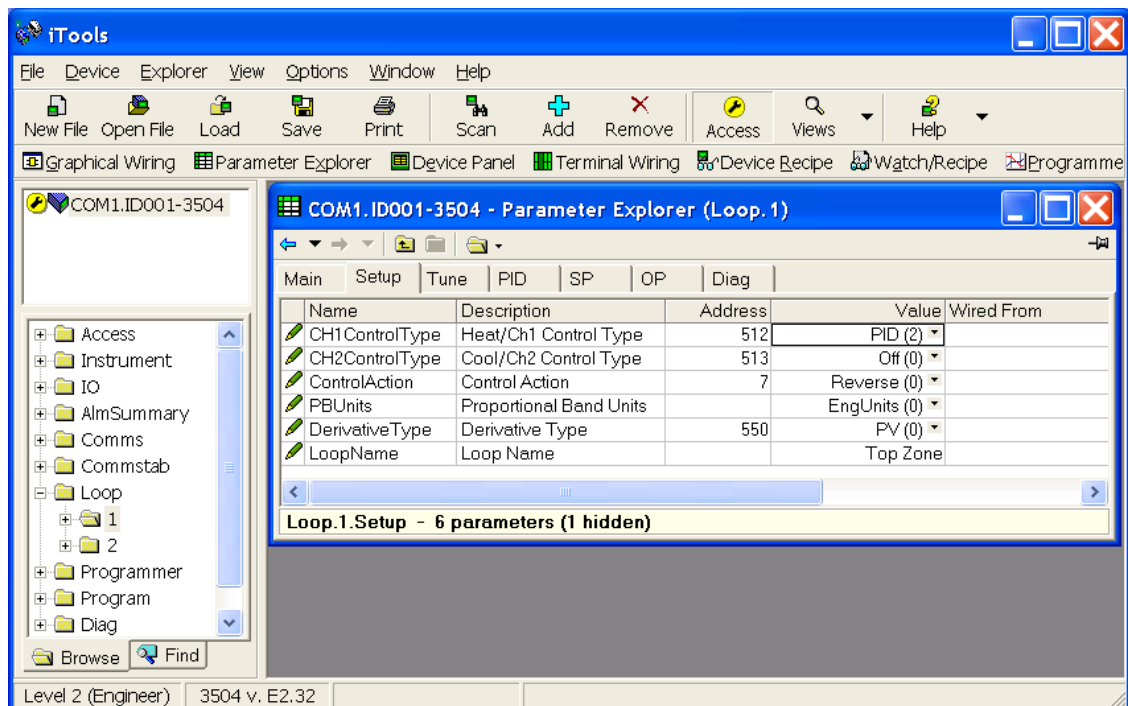 iTools
File Device Explorer View Options Window Help
New File Open File Load Save Print Scan Add Remove Access Views Help
Graphical Wiring Parameter Explorer Device Panel Terminal Wiring Device Recipe Watch/Recipe Programme
COM1.ID001-3504
Access
Instrument
IO
AlmSummary
Comms
Commstab
Loop
1
2
Programmer
Program
Diag
Browse Find
COM1.ID001-3504 - Parameter Explorer (Loop.1)
Main Setup Tune PID SP OP Diag
Name Description Address Value Wired From
CH1ControlType Heat/Ch1 Control Type 512 PID (2)
CH2ControlType Cool/Ch2 Control Type 513 Off (0)
ControlAction Control Action 7 Reverse (0)
PBUnits Proportional Band Units EngUnits (0)
DerivativeType Derivative Type 550 PV (0)
LoopName Loop Name Top Zone
Loop.1.Setup - 6 parameters (1 hidden)
Level 2 (Engineer) 3504 v. E2.32